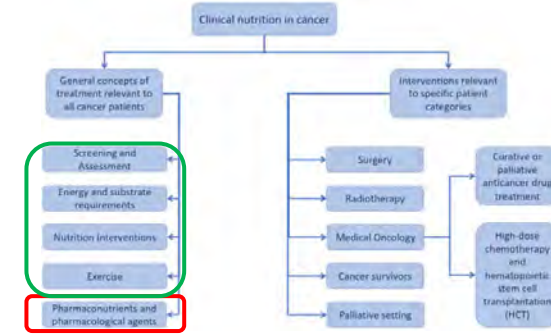 Clinical nutrition in cancer
General concepts of
treatment relevant to
all cancer patients
Interventions relevant
to specific patient
categories
Screening and
Assessment
Energy and substrate
requirements
Nutrition Interventions
Exercise
Pharmaconutrients and
pharmacological agents
Surgery
Radiotherapy
Medical Oncology
Cancer survivors
Palliative setting
Curative or
palliative
anticancer drug
treatment
High-dose
chemotherapy
and
hematopoietic
stem cell
transplantation
(HCT)